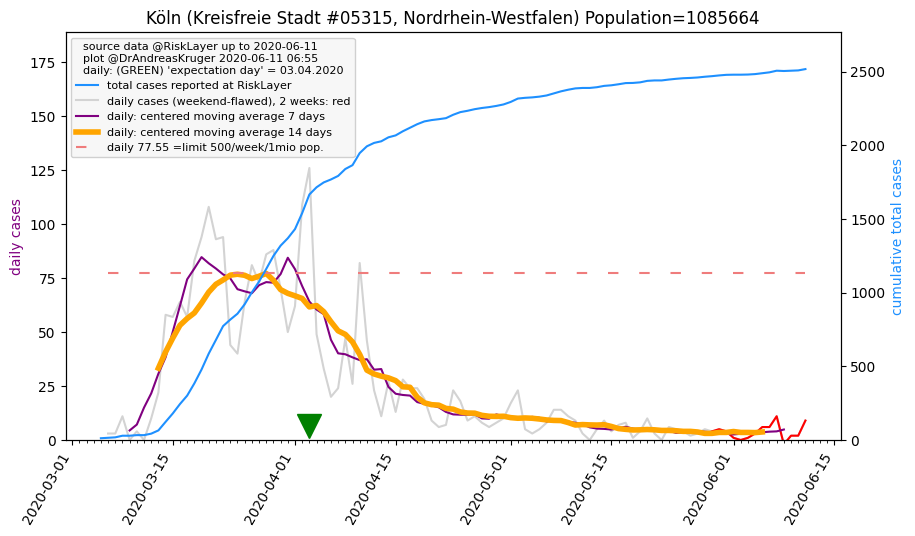 Köln (Kreisfreie Stadt #05315, Nordrhein-Westfalen) Population=1085664
source data @RiskLayer up to 2020-06-11
plot @DrAndreasKruger 2020-06-11 06:55
daily: (GREEN) 'expectation day' = 03.04.2020
total cases reported at RiskLayer
daily cases (weekend-flawed), 2 weeks: red
daily: centered moving average 7 days
daily: centered moving average 14 days
daily 77.55 =limit 500/week/1mio pop.
daily cases
175
150
125
100
75
50
25
0
2500
2000
1500
1000
500
0
cumulative total cases
2020-03-01
2020-03-15
2020-04-01
2020-04-15
2020-05-01
2020-05-15
2020-06-01
2020-06-15